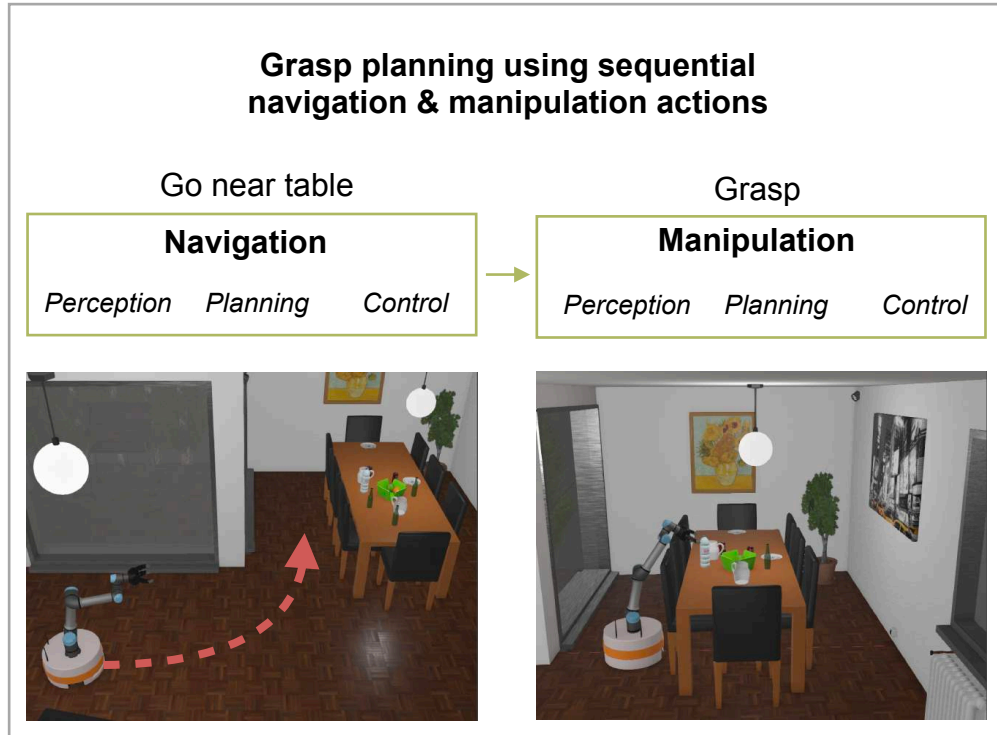 Grasp planning using sequential
navigation & manipulation actions
Go near table
Navigation
Perception Planning Control
Grasp
Manipulation
Perception Planning Control